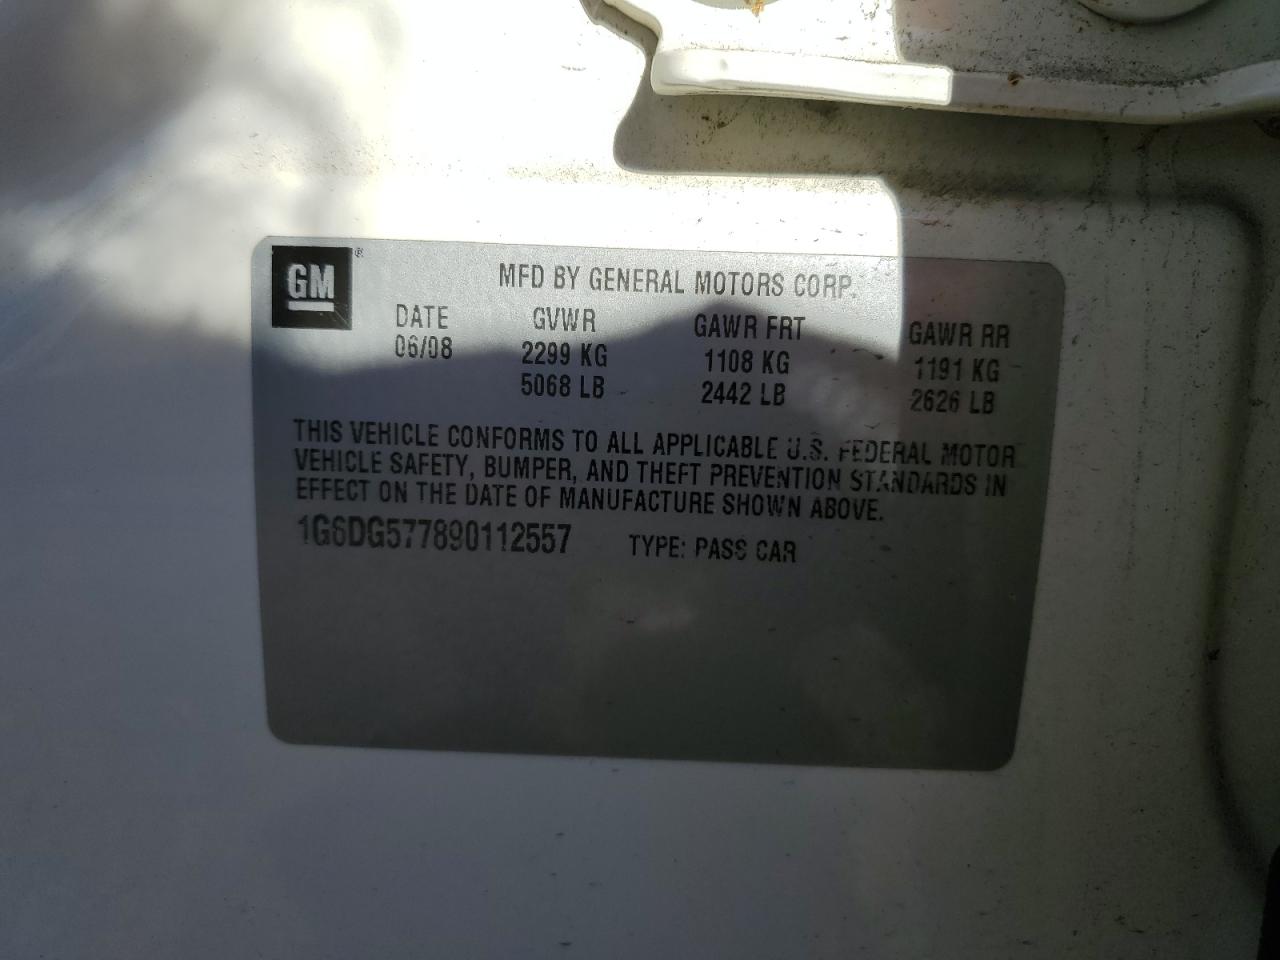 GM ®
MFD BY GENERAL MOTORS CORP.
DATE GVWR GAWR FRT GAWR RR
06/08 2299 KG 1108 KG 1191 KG
5068 LB 2442 LB 2626 LB
THIS VEHICLE CONFORMS TO ALL APPLICABLE U.S. FEDERAL MOTOR
VEHICLE SAFETY, BUMPER, AND THEFT PREVENTION STANDARDS IN
EFFECT ON THE DATE OF MANUFACTURE SHOWN ABOVE.
1G6DG577890112557 TYPE: PASS CAR